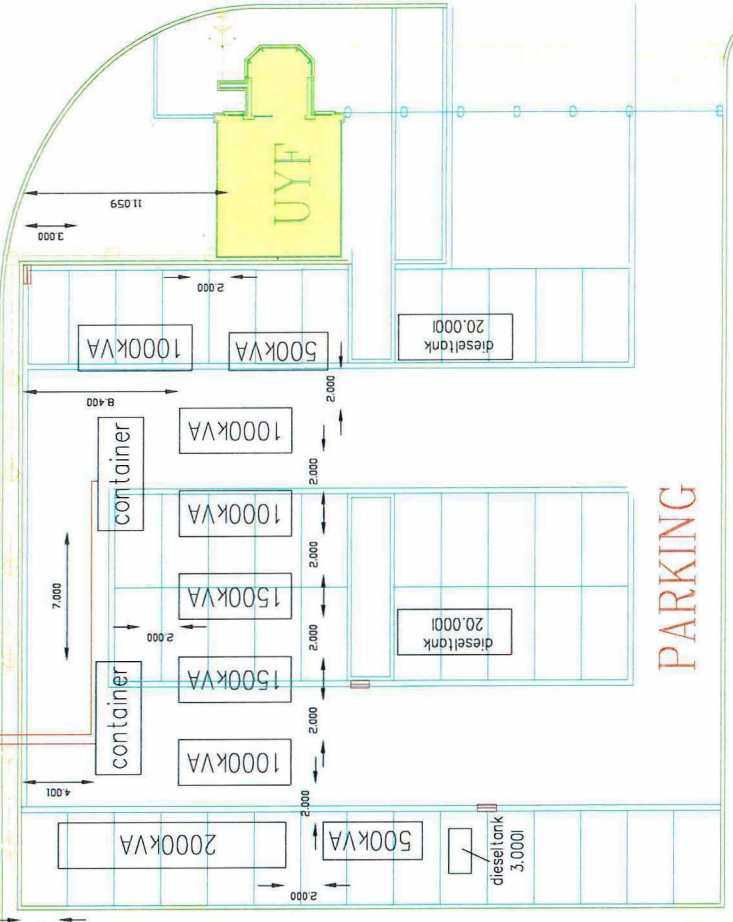 11.059
3.000
UYF
2.000
1000kVA
500kVA
dieseltank
20.000l
8.400
2.000
container
1000kVA
2.000
1000kVA
7.000
2.000
1500kVA
2.000
dieseltank
20.000l
2.000
1500kVA
PARKING
container
2.000
1000kVA
4.001
2.000
2000kVA
500kVA
dieseltank
3.000l
2.000